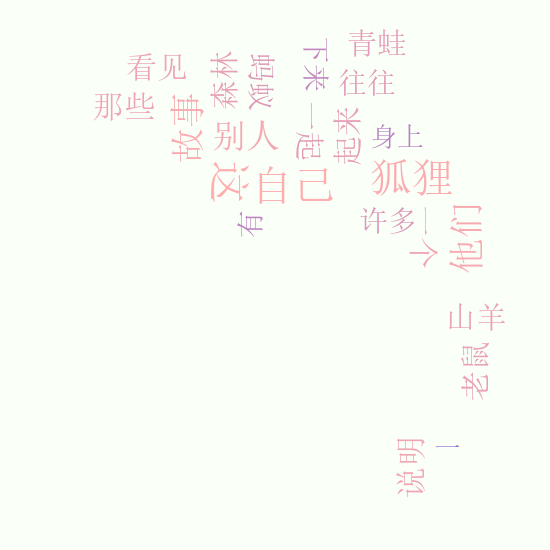 青蛙
下来
看见
森林
蚂蚁
往往
那些
故事
别人
一起
起来
身上
这
自己
狐狸
有
许多
一个
他们
山羊
老鼠
说明
一